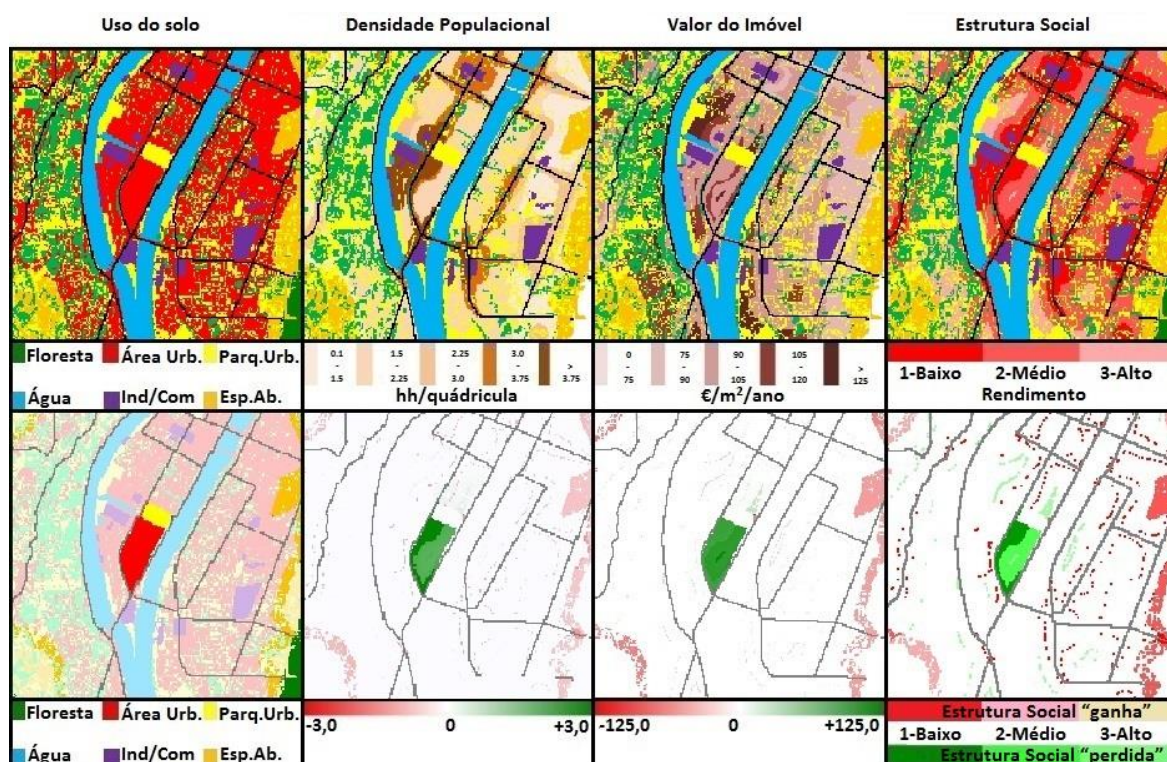 Uso do solo
Densidade Populacional
Valor do Imóvel
Estrutura Social
Floresta Área Urb. Parq.Urb.
Água Ind/Com Esp.Ab.
0.1 - 1.5
1.5 - 2.25
2.25 - 3.0
3.0 - 3.75
> 3.75
hh/quádricula
0 - 75
75 - 90
90 - 105
105 - 120
> 125
€/m²/ano
1-Baixo 2-Médio 3-Alto
Rendimento
Floresta Área Urb. Parq.Urb.
Água Ind/Com Esp.Ab.
-3,0 0 +3,0
-125,0 0 +125,0
Estrutura Social "ganha"
1-Baixo 2-Médio 3-Alto
Estrutura Social "perdida"